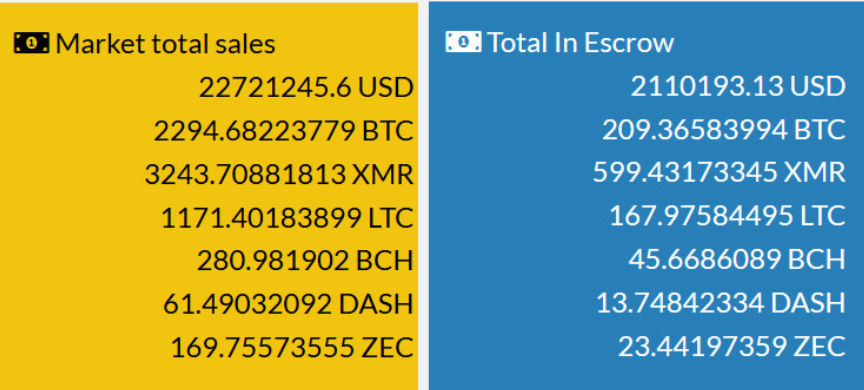 Market total sales
22721245.6 USD
2294.68223779 BTC
3243.70881813 XMR
1171.40183899 LTC
280.981902 BCH
61.49032092 DASH
169.75573555 ZEC
Total In Escrow
2110193.13 USD
209.36583994 BTC
599.43173345 XMR
167.97584495 LTC
45.6686089 BCH
13.74842334 DASH
23.44197359 ZEC